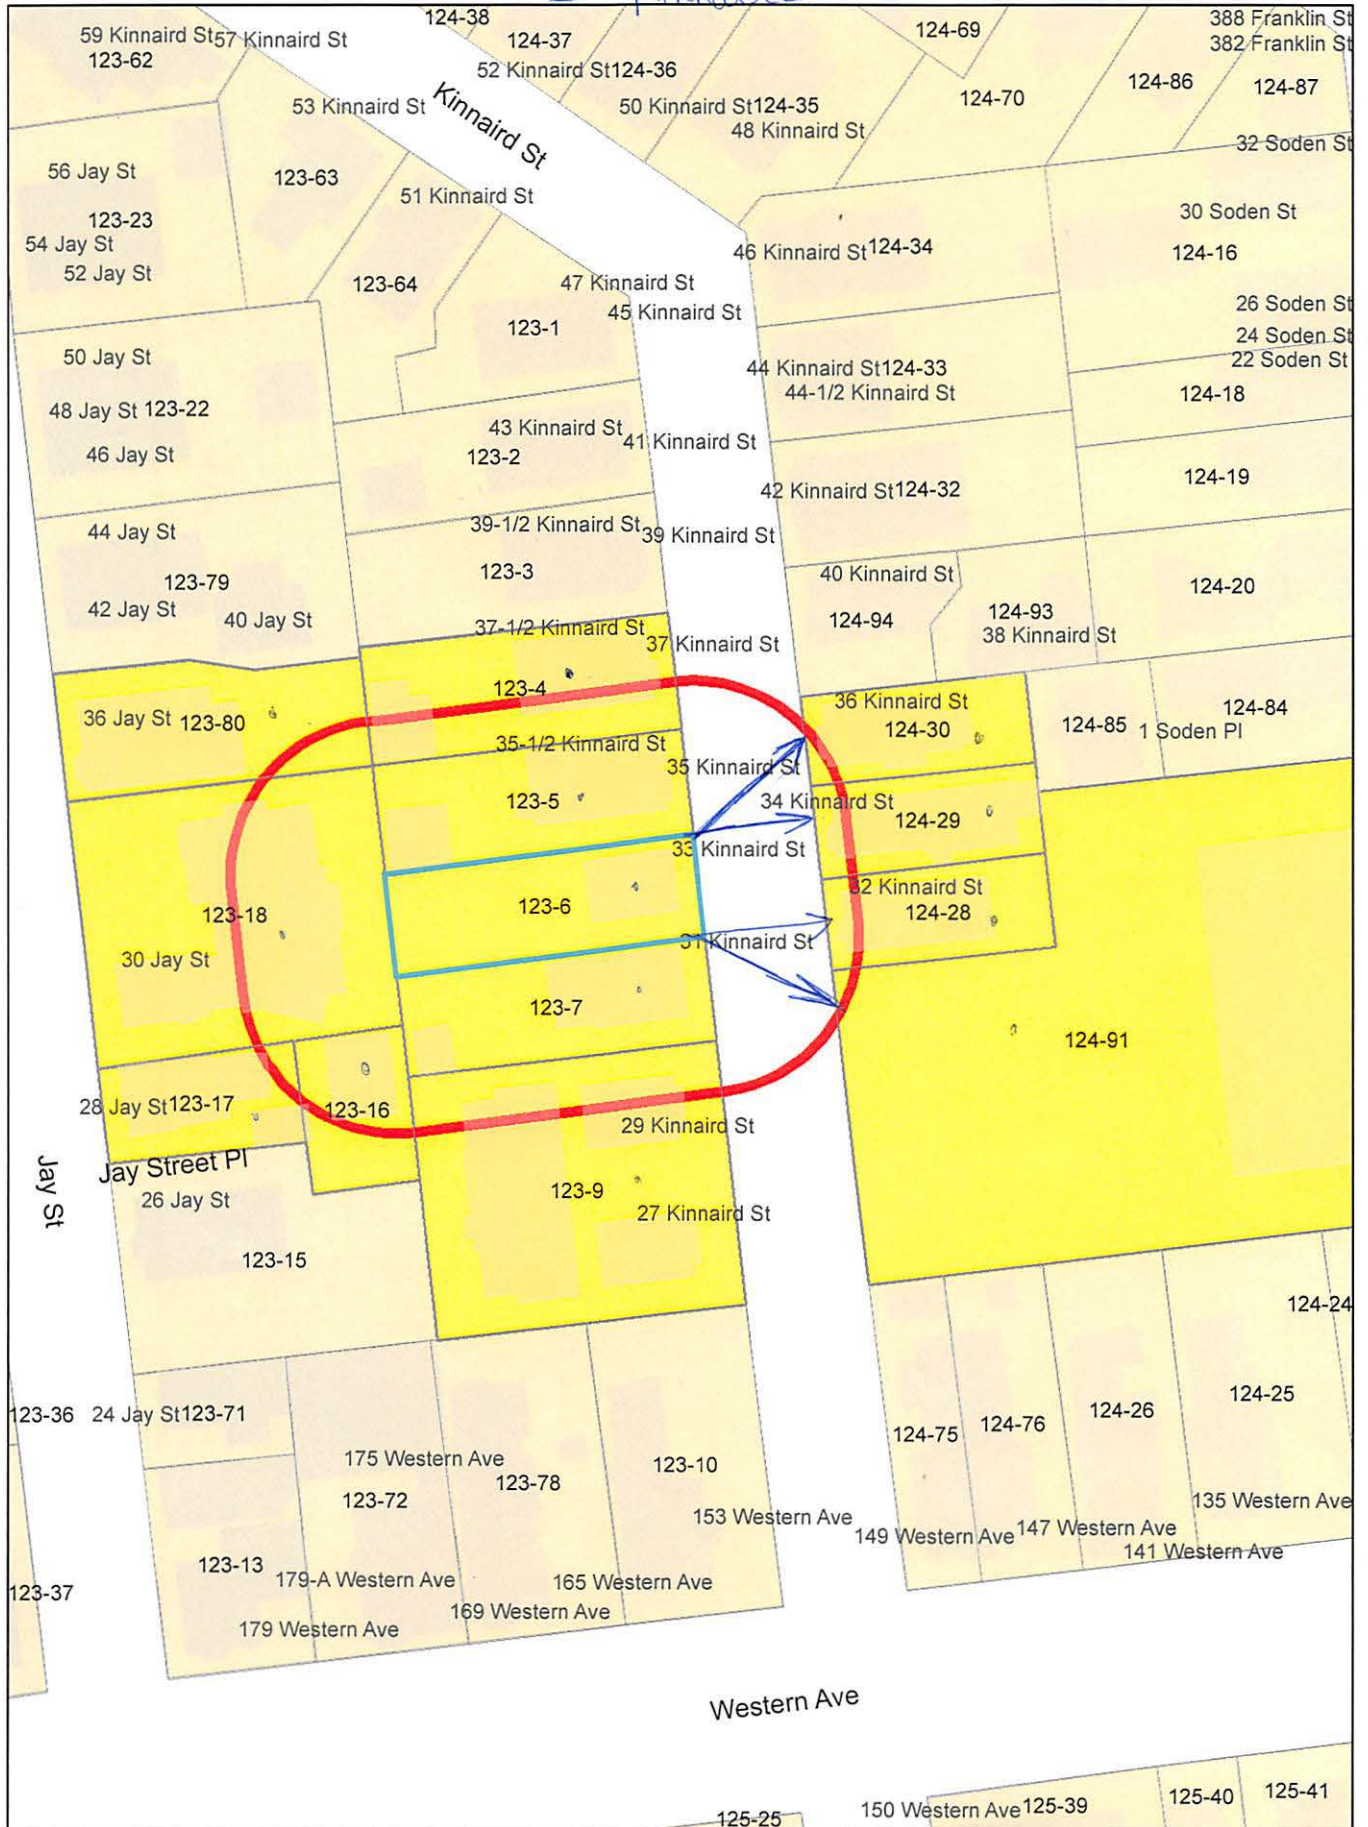 124-38
59 Kinnaird St 57 Kinnaird St
123-62
124-37
124-69
388 Franklin St
382 Franklin St
52 Kinnaird St 124-36
124-86
124-87
53 Kinnaird St
Kinnaird St
50 Kinnaird St 124-35
124-70
48 Kinnaird St
32 Soden St
56 Jay St
123-63
51 Kinnaird St
123-23
30 Soden St
54 Jay St
52 Jay St
46 Kinnaird St 124-34
124-16
123-64
47 Kinnaird St
45 Kinnaird St
26 Soden St
123-1
24 Soden St
22 Soden St
50 Jay St
44 Kinnaird St 124-33
44-1/2 Kinnaird St
124-18
48 Jay St 123-22
43 Kinnaird St
41 Kinnaird St
46 Jay St
123-2
42 Kinnaird St 124-32
124-19
44 Jay St
39-1/2 Kinnaird St
39 Kinnaird St
123-79
123-3
40 Kinnaird St
124-20
42 Jay St
40 Jay St
124-94
124-93
38 Kinnaird St
37-1/2 Kinnaird St
37 Kinnaird St
123-4
36 Kinnaird St
36 Jay St 123-80
124-30
124-85
124-84
1 Soden Pl
35-1/2 Kinnaird St
35 Kinnaird St
123-5
34 Kinnaird St
124-29
33 Kinnaird St
123-18
123-6
32 Kinnaird St
124-28
30 Jay St
31 Kinnaird St
123-7
124-91
28 Jay St 123-17
123-16
29 Kinnaird St
Jay Street Pl
Jay St
26 Jay St
123-9
27 Kinnaird St
123-15
124-24
123-36
24 Jay St 123-71
124-75
124-76
124-26
124-25
175 Western Ave
123-78
123-10
123-72
153 Western Ave
149 Western Ave
147 Western Ave
135 Western Ave
141 Western Ave
123-37
123-13
179-A Western Ave
165 Western Ave
169 Western Ave
179 Western Ave
Western Ave
125-25
150 Western Ave 125-39
125-40
125-41